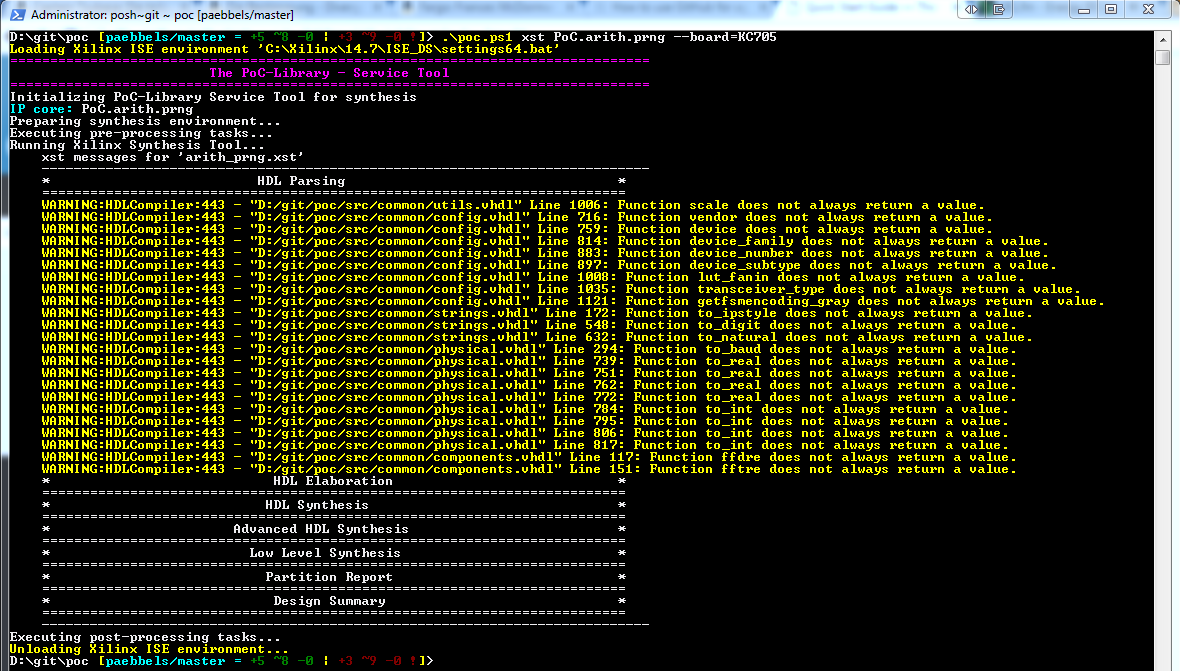 Administrator: posh~git ~ poc [paebbels/master]
D:\git\poc [paebbels/master = +5 ~8 -0 | +3 ~9 -0 !]> .\poc.ps1 xst PoC.arith.prng --board=KC705
Loading Xilinx ISE environment 'C:\Xilinx\14.7\ISE_DS\settings64.bat'
================================================================================
The PoC-Library - Service Tool
================================================================================
Initializing PoC-Library Service Tool for synthesis
IP core: PoC.arith.prng
Preparing synthesis environment...
Executing pre-processing tasks...
Running Xilinx Synthesis Tool...
xst messages for 'arith_prng.xst'
----------------------------------------------------------------------------
* HDL Parsing *
=========================================================================
WARNING:HDLCompiler:443 - "D:/git/poc/src/common/utils.vhdl" Line 1006: Function scale does not always return a value.
WARNING:HDLCompiler:443 - "D:/git/poc/src/common/config.vhdl" Line 716: Function vendor does not always return a value.
WARNING:HDLCompiler:443 - "D:/git/poc/src/common/config.vhdl" Line 759: Function device does not always return a value.
WARNING:HDLCompiler:443 - "D:/git/poc/src/common/config.vhdl" Line 814: Function device_family does not always return a value.
WARNING:HDLCompiler:443 - "D:/git/poc/src/common/config.vhdl" Line 883: Function device_number does not always return a value.
WARNING:HDLCompiler:443 - "D:/git/poc/src/common/config.vhdl" Line 897: Function device_subtype does not always return a value.
WARNING:HDLCompiler:443 - "D:/git/poc/src/common/config.vhdl" Line 1008: Function lut_fanin does not always return a value.
WARNING:HDLCompiler:443 - "D:/git/poc/src/common/config.vhdl" Line 1035: Function transceiver_type does not always return a value.
WARNING:HDLCompiler:443 - "D:/git/poc/src/common/config.vhdl" Line 1121: Function getfsmencoding_gray does not always return a value.
WARNING:HDLCompiler:443 - "D:/git/poc/src/common/strings.vhdl" Line 172: Function to_ipstyle does not always return a value.
WARNING:HDLCompiler:443 - "D:/git/poc/src/common/strings.vhdl" Line 548: Function to_digit does not always return a value.
WARNING:HDLCompiler:443 - "D:/git/poc/src/common/strings.vhdl" Line 632: Function to_natural does not always return a value.
WARNING:HDLCompiler:443 - "D:/git/poc/src/common/physical.vhdl" Line 294: Function to_baud does not always return a value.
WARNING:HDLCompiler:443 - "D:/git/poc/src/common/physical.vhdl" Line 739: Function to_real does not always return a value.
WARNING:HDLCompiler:443 - "D:/git/poc/src/common/physical.vhdl" Line 751: Function to_real does not always return a value.
WARNING:HDLCompiler:443 - "D:/git/poc/src/common/physical.vhdl" Line 762: Function to_real does not always return a value.
WARNING:HDLCompiler:443 - "D:/git/poc/src/common/physical.vhdl" Line 772: Function to_real does not always return a value.
WARNING:HDLCompiler:443 - "D:/git/poc/src/common/physical.vhdl" Line 784: Function to_int does not always return a value.
WARNING:HDLCompiler:443 - "D:/git/poc/src/common/physical.vhdl" Line 795: Function to_int does not always return a value.
WARNING:HDLCompiler:443 - "D:/git/poc/src/common/physical.vhdl" Line 806: Function to_int does not always return a value.
WARNING:HDLCompiler:443 - "D:/git/poc/src/common/physical.vhdl" Line 817: Function to_int does not always return a value.
WARNING:HDLCompiler:443 - "D:/git/poc/src/common/components.vhdl" Line 117: Function ffdre does not always return a value.
WARNING:HDLCompiler:443 - "D:/git/poc/src/common/components.vhdl" Line 151: Function fftre does not always return a value.
* HDL Elaboration *
=========================================================================
* HDL Synthesis *
=========================================================================
* Advanced HDL Synthesis *
=========================================================================
* Low Level Synthesis *
=========================================================================
* Partition Report *
=========================================================================
* Design Summary *
=========================================================================
----------------------------------------------------------------------------
Executing post-processing tasks...
Unloading Xilinx ISE environment...
D:\git\poc [paebbels/master = +5 ~8 -0 | +3 ~9 -0 !]>